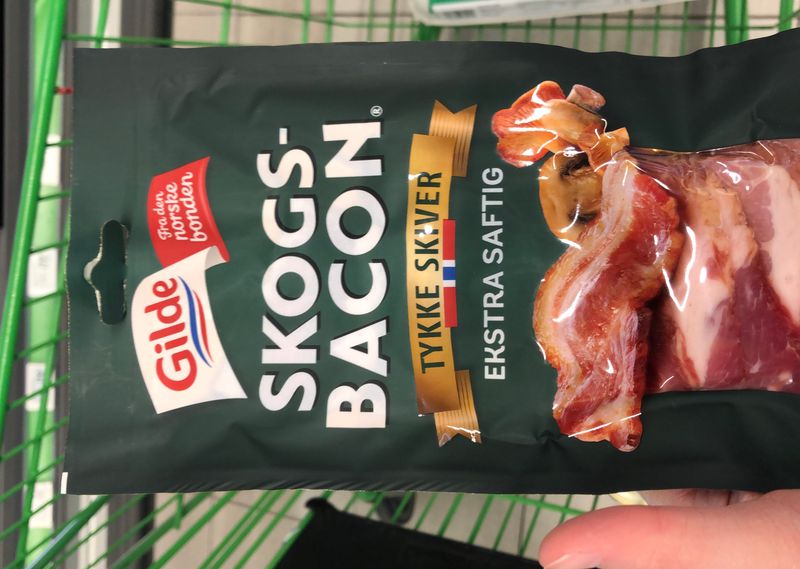 Gilde
Fra den
norske
bonden
SKOGS-
BACON®
TYKKE SKIVER
EKSTRA SAFTIG